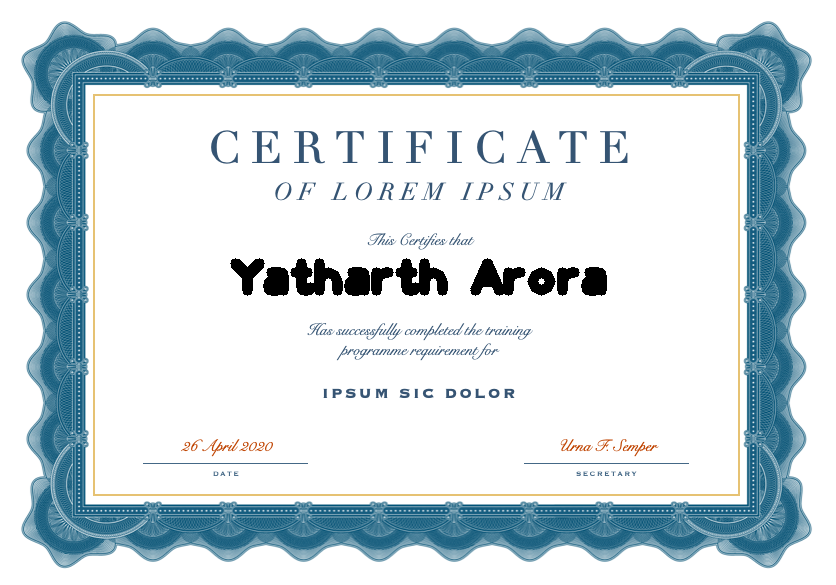 CERTIFICATE
OF LOREM IPSUM
This Certifies that
Yatharth Arora
Has successfully completed the training
programme requirement for
IPSUM SIC DOLOR
26 April 2020
Urna F. Semper
DATE
SECRETARY